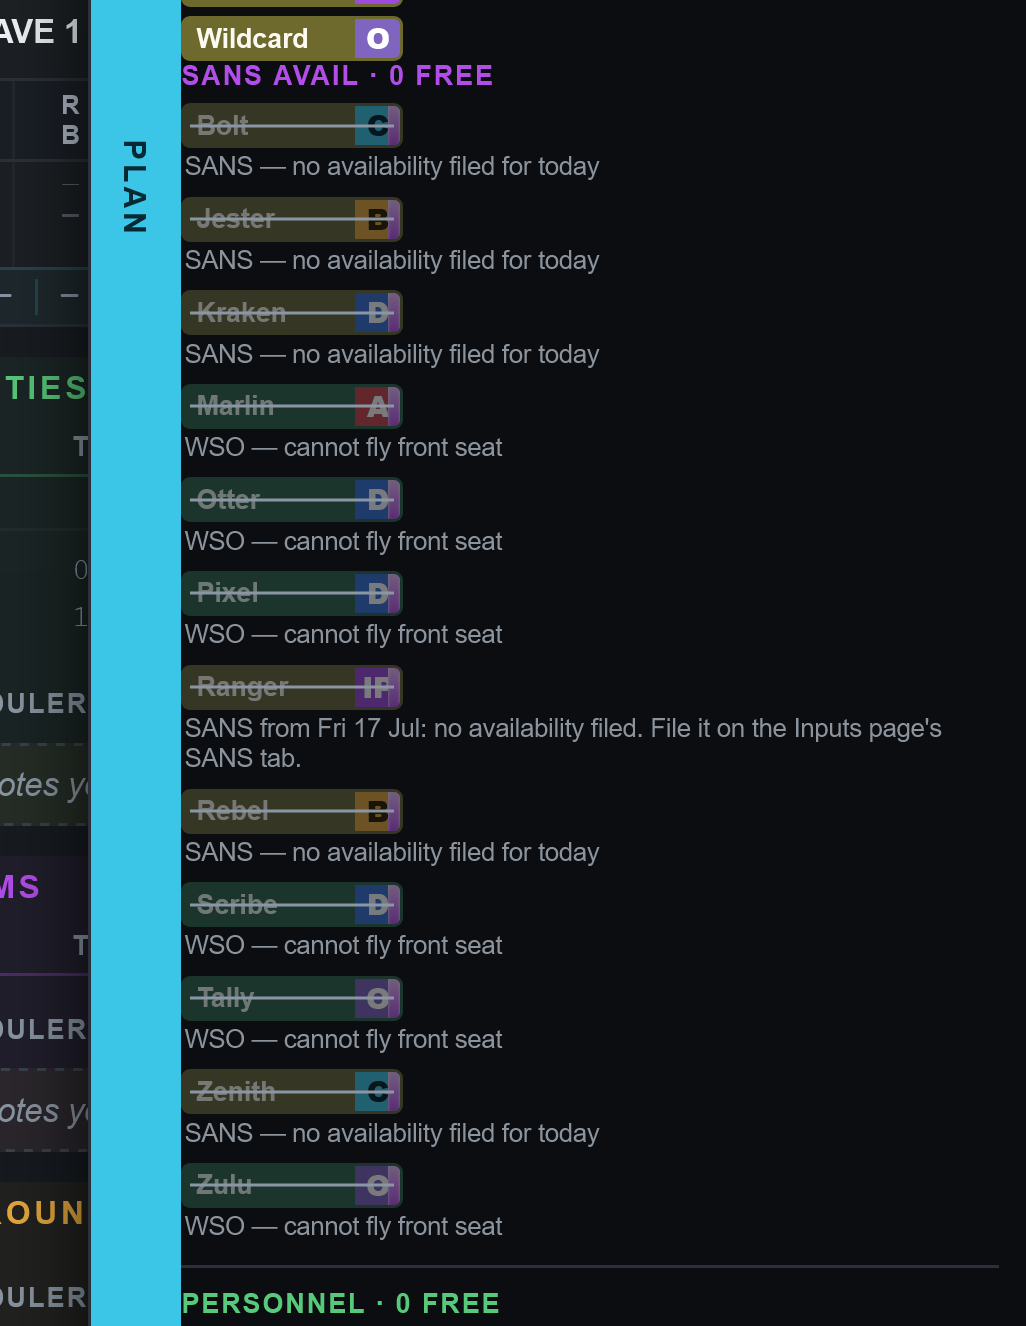 AVE 1
R
B
TIES
T
0
1
DULER
otes y
MS
T
DULER
otes y
ROUN
DULER
PLAN
Wildcard O
SANS AVAIL · 0 FREE
Bolt C
SANS — no availability filed for today
Jester B
SANS — no availability filed for today
Kraken D
SANS — no availability filed for today
Marlin A
WSO — cannot fly front seat
Otter D
WSO — cannot fly front seat
Pixel D
WSO — cannot fly front seat
Ranger IP
SANS from Fri 17 Jul: no availability filed. File it on the Inputs page's
SANS tab.
Rebel B
SANS — no availability filed for today
Scribe D
WSO — cannot fly front seat
Tally O
WSO — cannot fly front seat
Zenith C
SANS — no availability filed for today
Zulu O
WSO — cannot fly front seat
PERSONNEL · 0 FREE